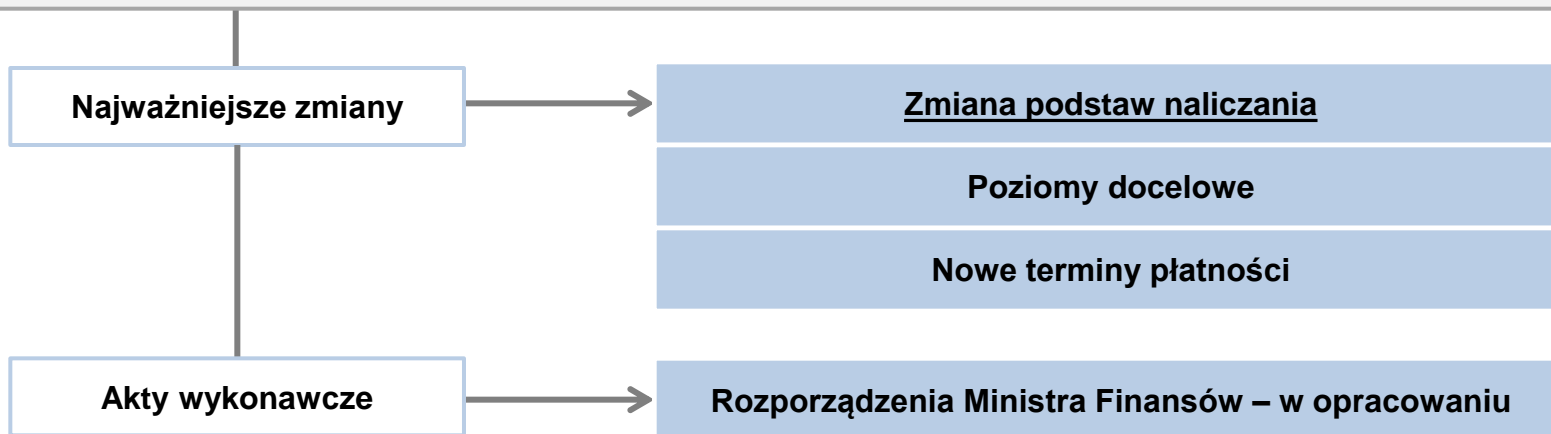 Najważniejsze zmiany
Zmiana podstaw naliczania
Poziomy docelowe
Nowe terminy płatności
Akty wykonawcze
Rozporządzenia Ministra Finansów – w opracowaniu